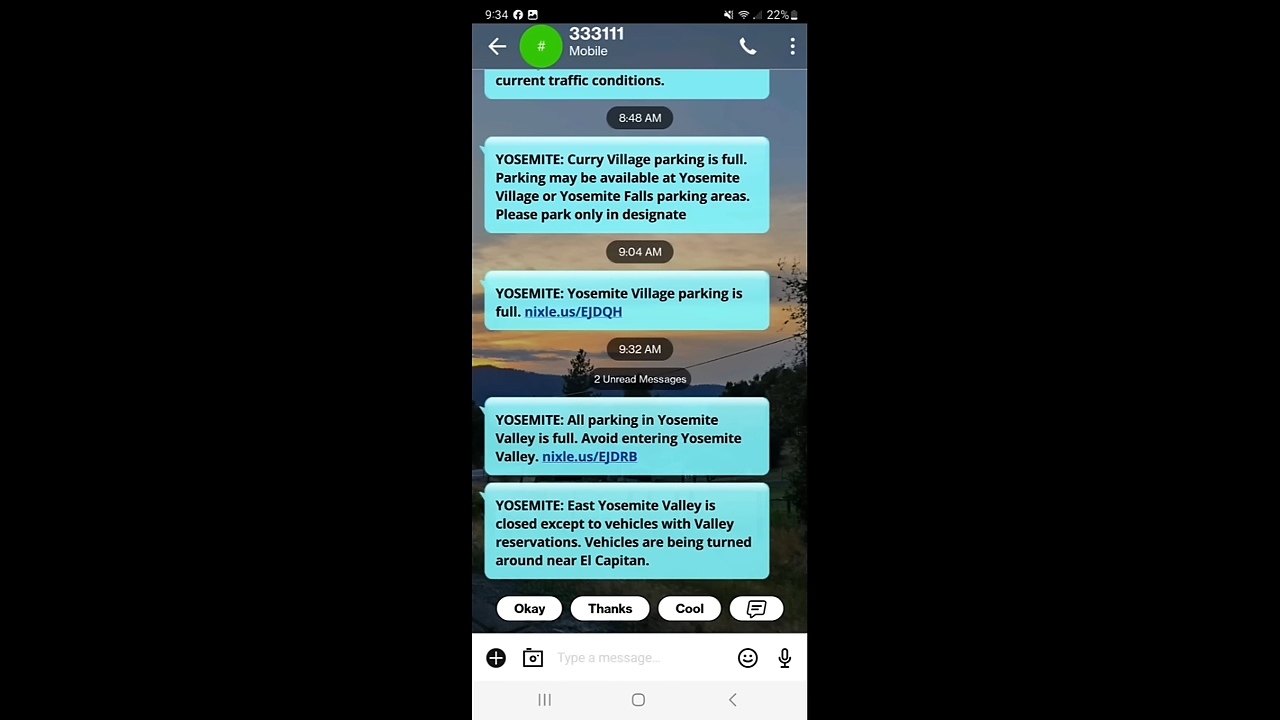 9:34 22%
333111
Mobile
#
current traffic conditions.
8:48 AM
YOSEMITE: Curry Village parking is full.
Parking may be available at Yosemite
Village or Yosemite Falls parking areas.
Please park only in designate
9:04 AM
YOSEMITE: Yosemite Village parking is
full. nixle.us/EJDQH
9:32 AM
2 Unread Messages
YOSEMITE: All parking in Yosemite
Valley is full. Avoid entering Yosemite
Valley. nixle.us/EJDRB
YOSEMITE: East Yosemite Valley is
closed except to vehicles with Valley
reservations. Vehicles are being turned
around near El Capitan.
Okay Thanks Cool
Type a message...